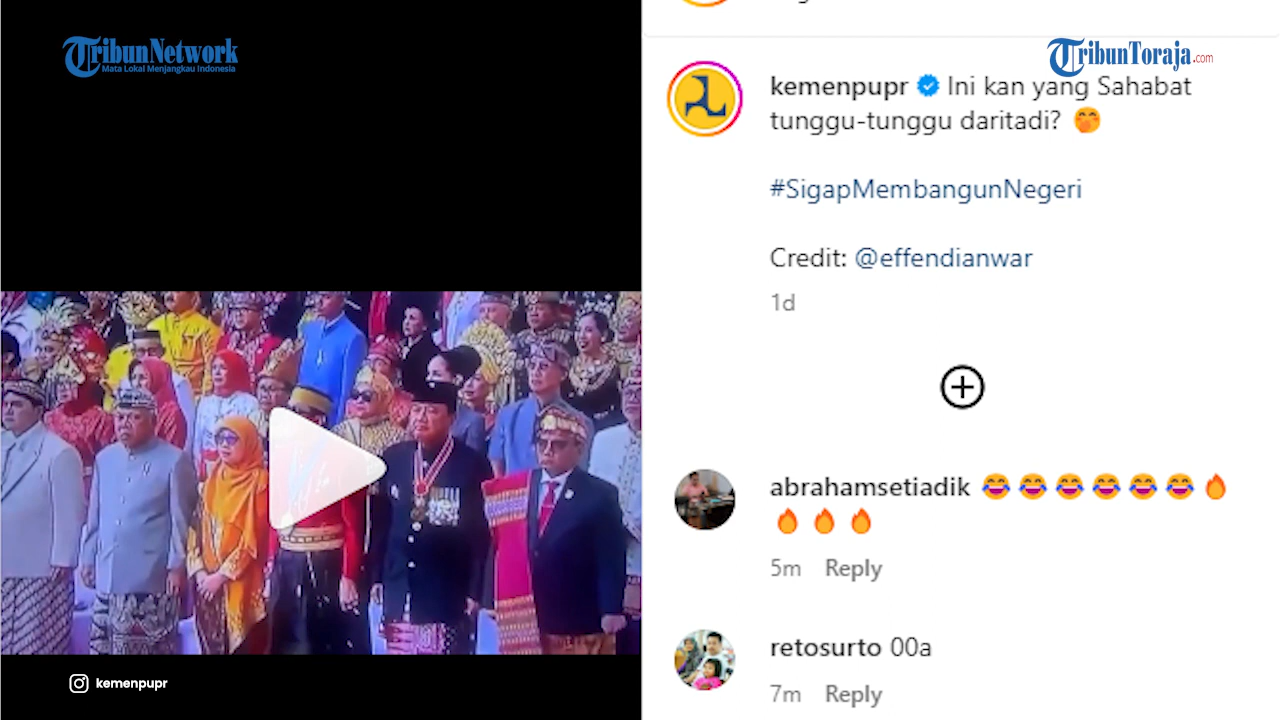 TribunNetwork
Mata Lokal Menjangkau Indonesia
TribunToraja.com
kemenpupr Ini kan yang Sahabat
tunggu-tunggu daritadi? 🤭
#SigapMembangunNegeri
Credit: @effendianwar
1d
abrahamsetiadik 😂😂😂😂😂😂🔥
🔥🔥🔥
5m Reply
retosurto 00a
7m Reply
kemenpupr